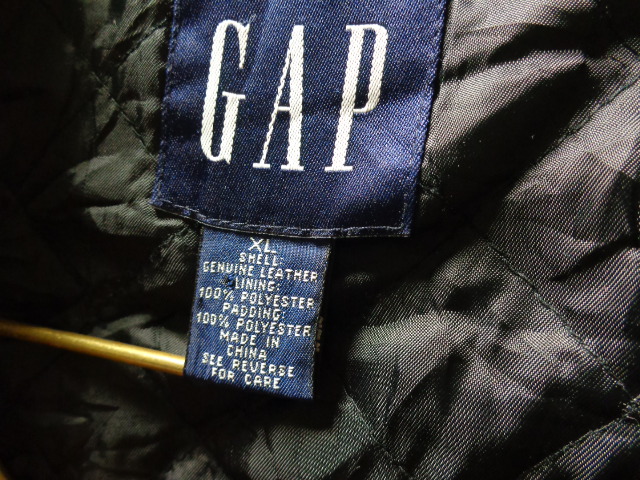 GAP
XL
SHELL:
GENUINE LEATHER
LINING:
100% POLYESTER
PADDING:
100% POLYESTER
MADE IN
CHINA
SEE REVERSE
FOR CARE